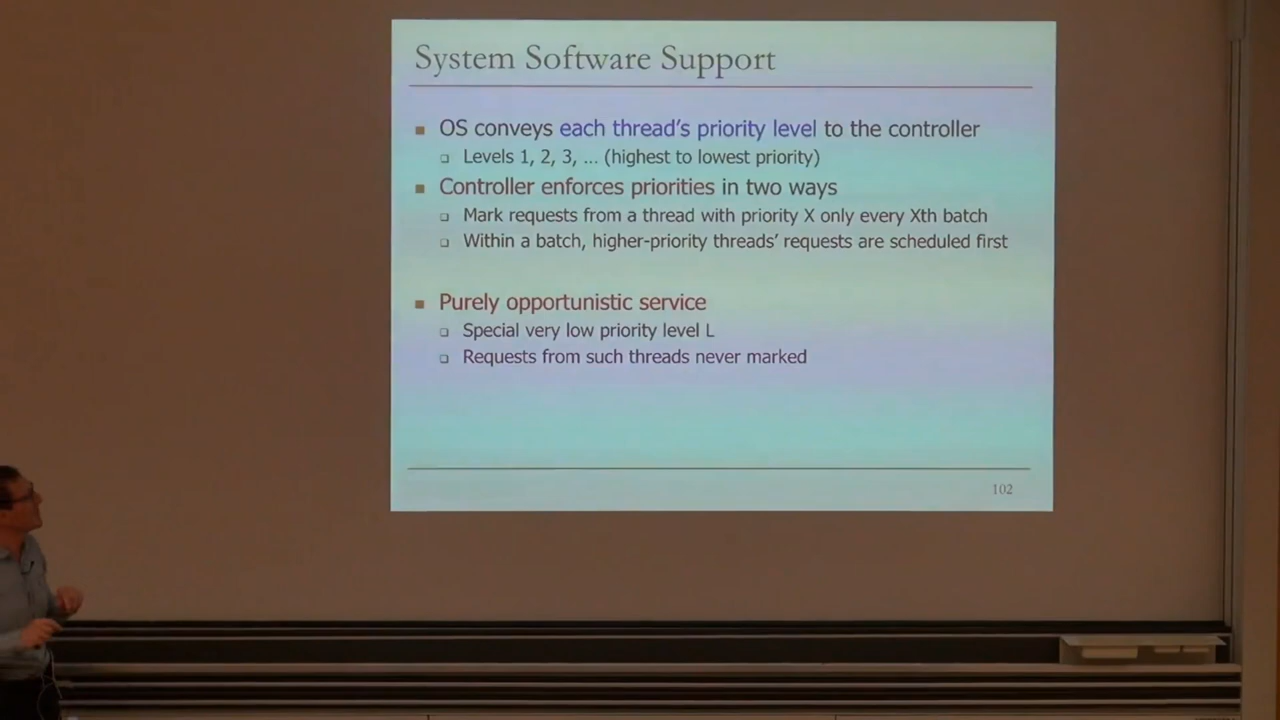 System Software Support
OS conveys each thread's priority level to the controller
Levels 1, 2, 3, ... (highest to lowest priority)
Controller enforces priorities in two ways
Mark requests from a thread with priority X only every Xth batch
Within a batch, higher-priority threads' requests are scheduled first
Purely opportunistic service
Special very low priority level L
Requests from such threads never marked
102